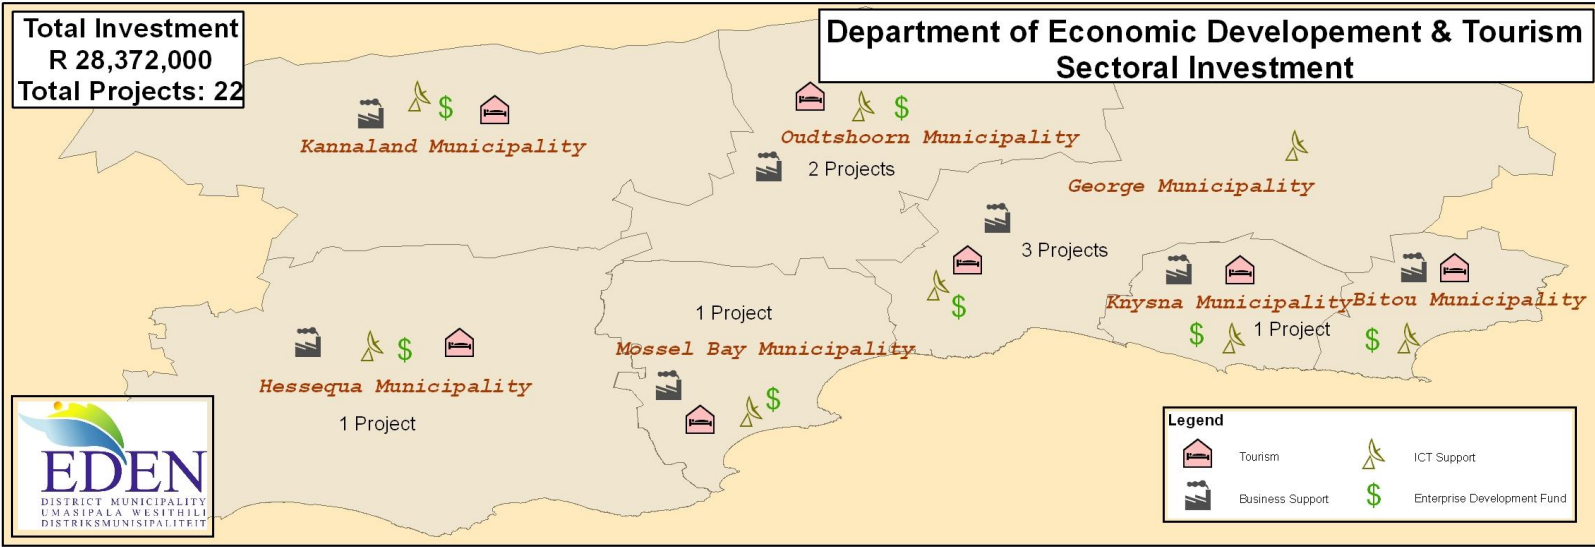 Total Investment
R 28,372,000
Total Projects: 22
Department of Economic Developement & Tourism
Sectoral Investment
Kannaland Municipality
Oudtshoorn Municipality
2 Projects
George Municipality
3 Projects
Knysna Municipality
1 Project
Bitou Municipality
1 Project
Mossel Bay Municipality
Hessequa Municipality
1 Project
EDEN
DISTRICT MUNICIPALITY
UMASIPALA WESITHILI
DISTRIKSMUNISIPALITEIT
Legend
Tourism
ICT Support
Business Support
$ Enterprise Development Fund